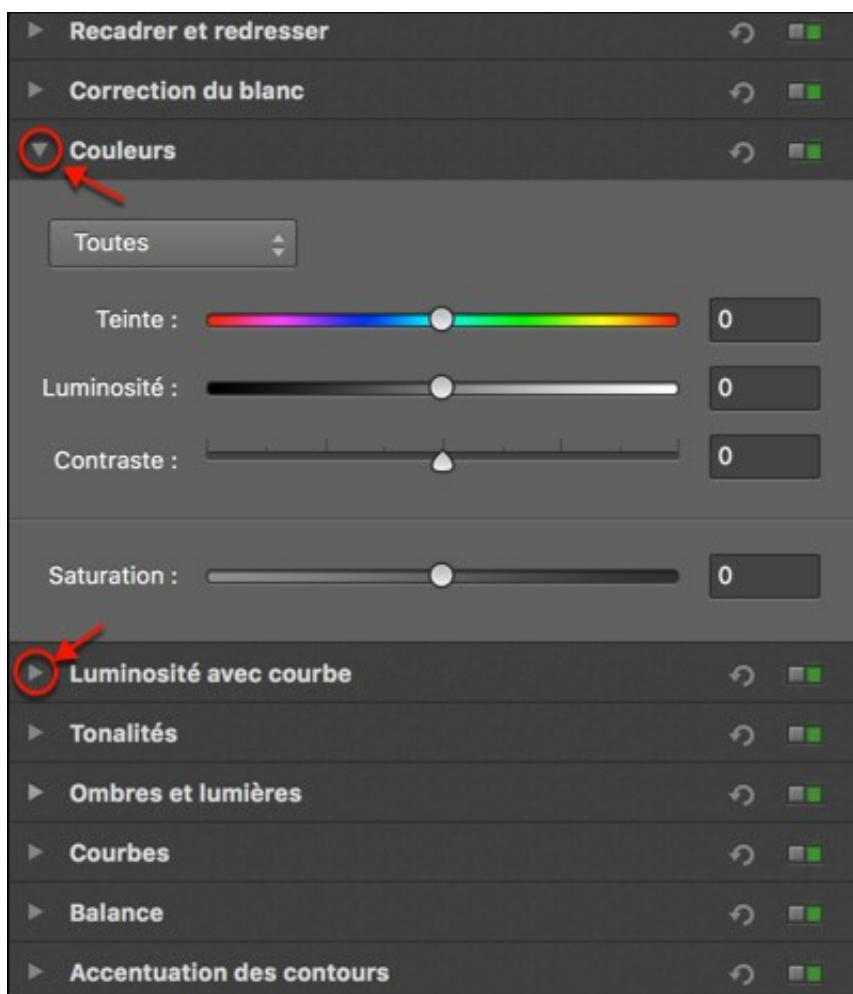 Recadrer et redresser
Correction du blanc
Couleurs
Toutes
Teinte : 0
Luminosité : 0
Contraste : 0
Saturation : 0
Luminosité avec courbe
Tonalités
Ombres et lumières
Courbes
Balance
Accentuation des contours